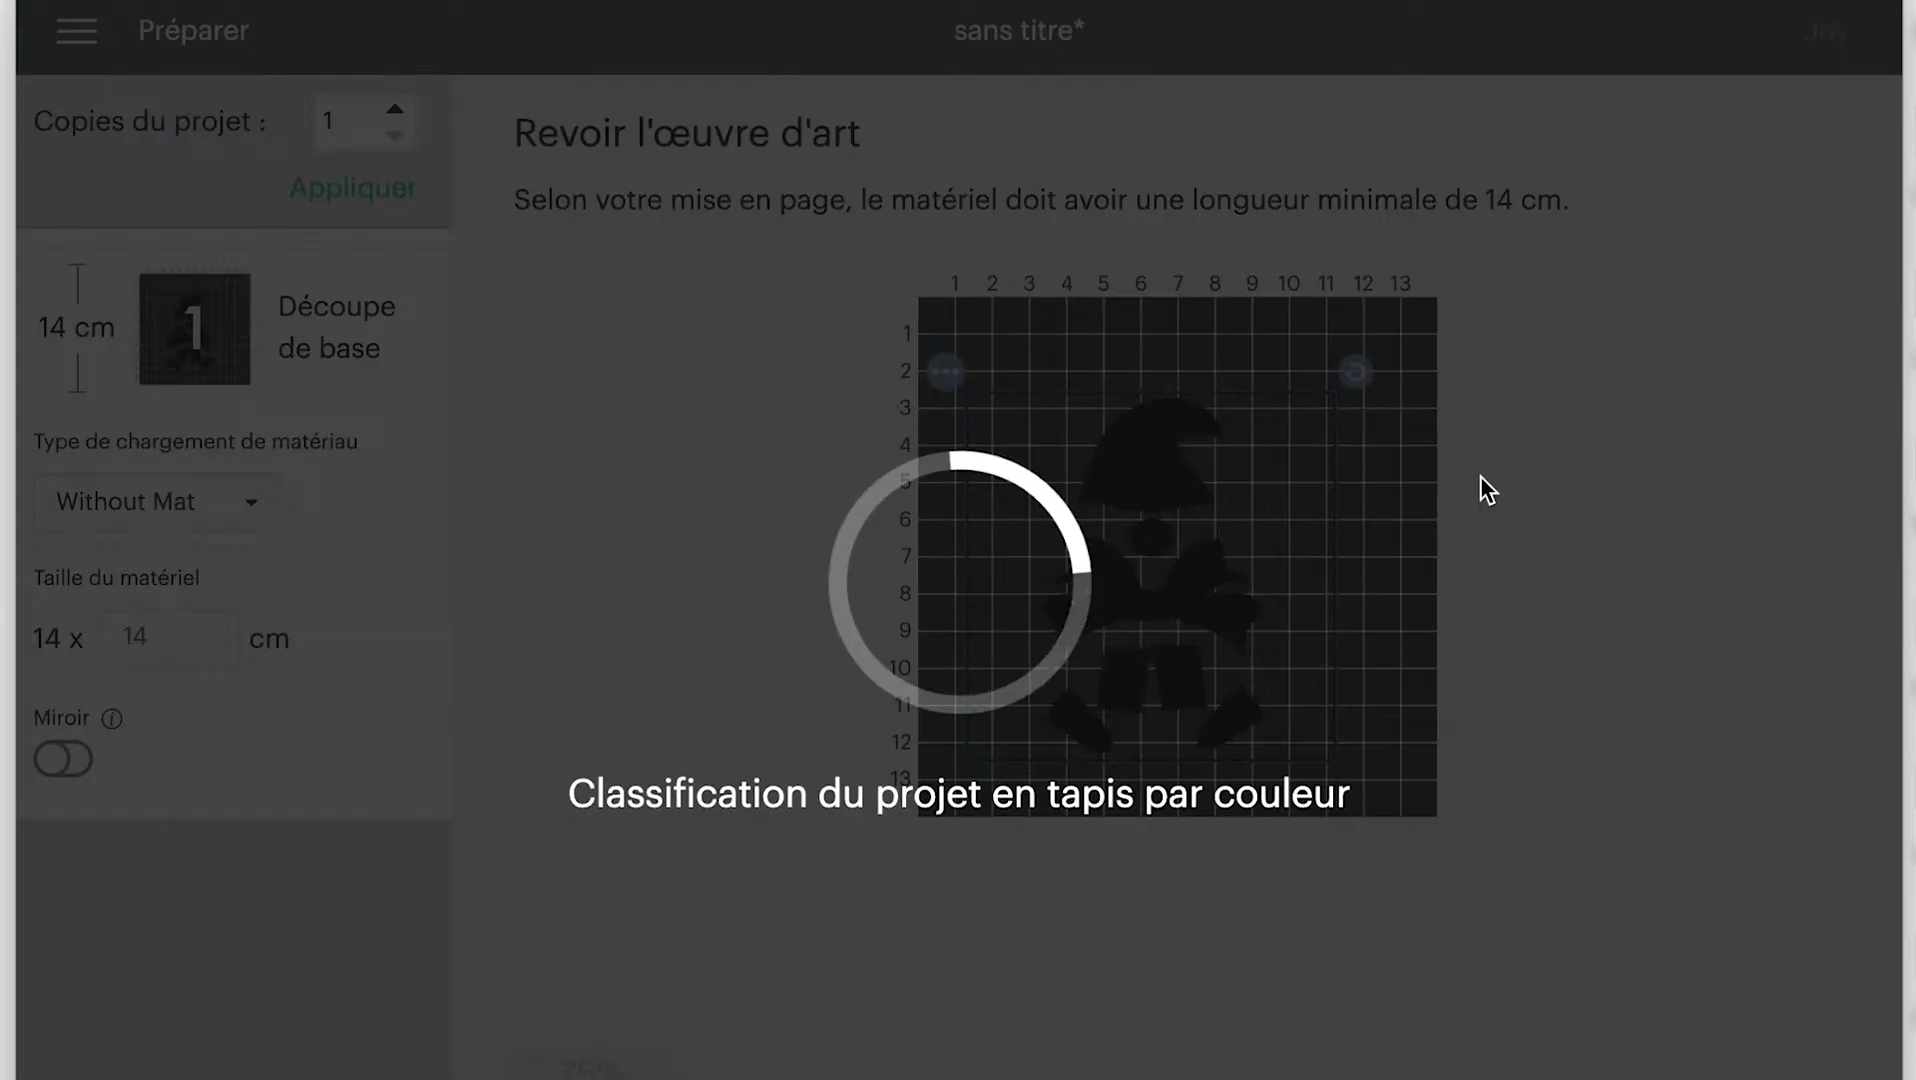 Préparer
sans titre*
Copies du projet :
1
Appliquer
Revoir l'œuvre d'art
Selon votre mise en page, le matériel doit avoir une longueur minimale de 14 cm.
14 cm
1
Découpe
de base
Type de chargement de matériau
Without Mat
Taille du matériel
14 x
14
cm
Miroir
1 2 3 4 5 6 7 8 9 10 11 12 13
1
2
3
4
5
6
7
8
9
10
11
12
13
Classification du projet en tapis par couleur
75%